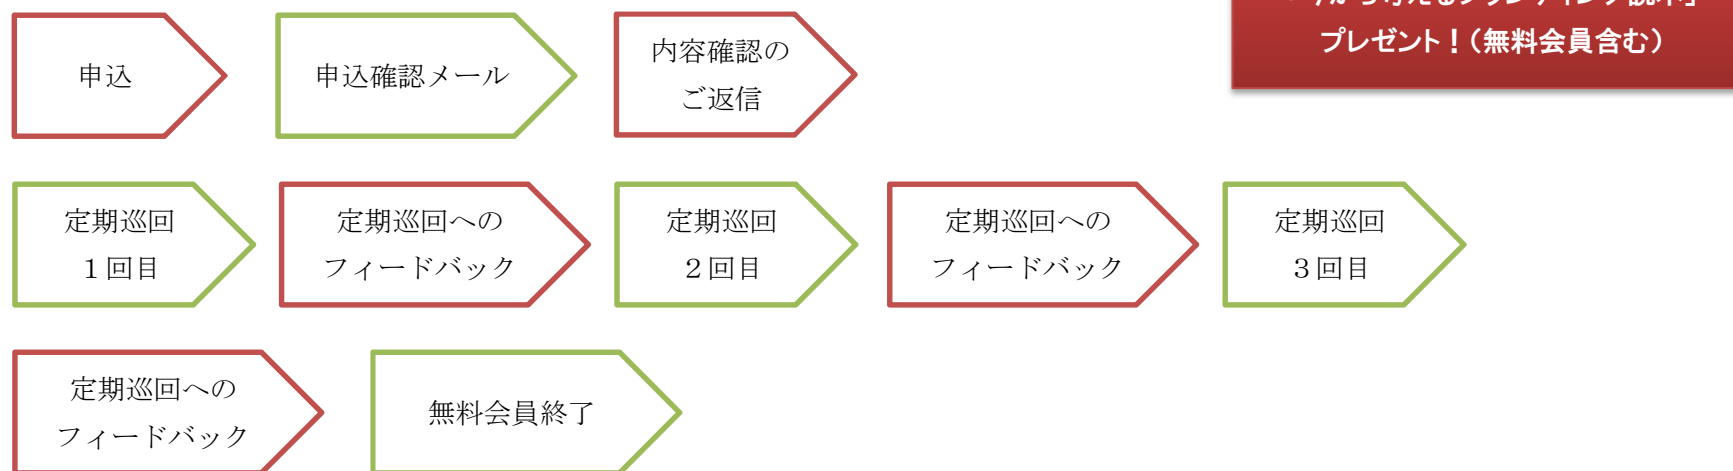 申込
申込確認メール
内容確認の
ご返信
プレゼント！（無料会員含む）
定期巡回
１回目
定期巡回への
フィードバック
定期巡回
２回目
定期巡回への
フィードバック
定期巡回
３回目
定期巡回への
フィードバック
無料会員終了